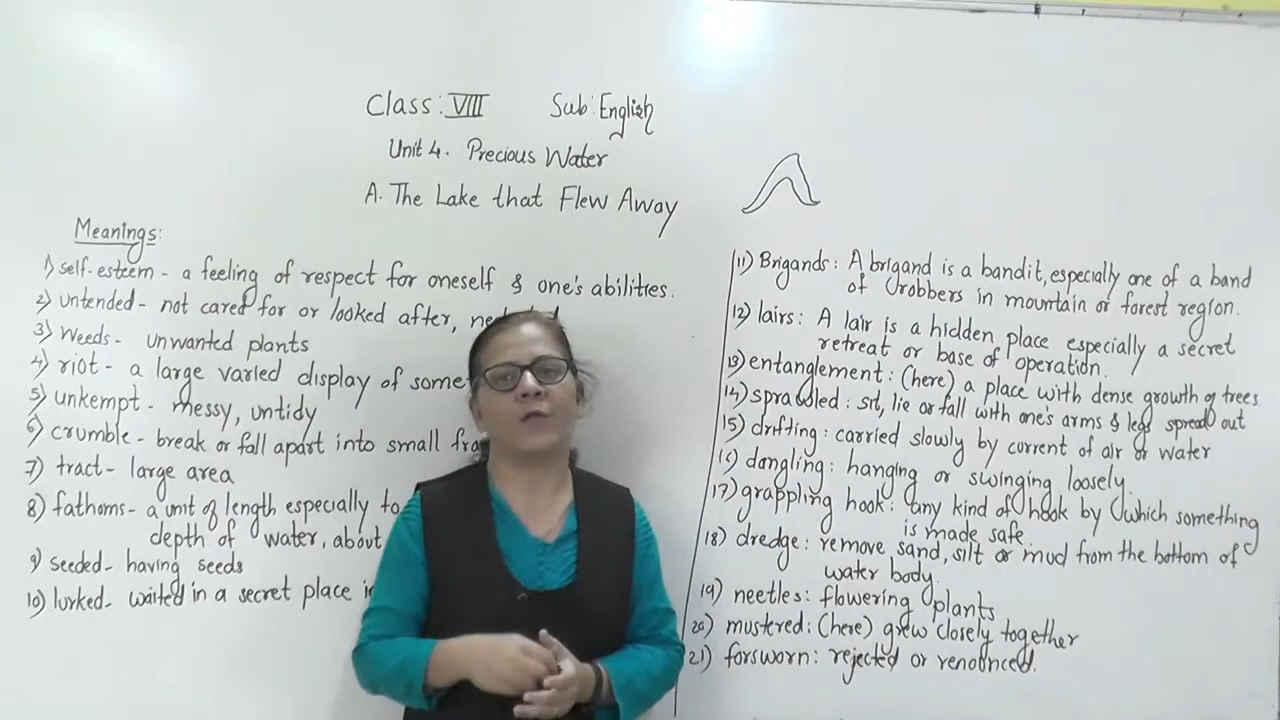 Class: VIII Sub: English
Unit 4. Precious Water
A. The Lake that Flew Away
Meanings:
1) self-esteem - a feeling of respect for oneself & one's abilities.
2) untended - not cared for or looked after,
3) Weeds - unwanted plants
4) riot - a large varied display of some
5) unkempt - messy, untidy
6) crumble - break or fall apart into small
7) tract - large area
8) fathoms - a unit of length especially to
depth of water, about
9) seeded - having seeds
10) lurked - waited in a secret place
11) Brigands: A brigand is a bandit, especially one of a band
of robbers in mountain or forest region.
12) lairs: A lair is a hidden place especially a secret
retreat or base of operation.
13) entanglement: (here) a place with dense growth of trees
14) sprawled: sit, lie or fall with one's arms & legs spread out
15) drifting: carried slowly by current of air or water
16) dangling: hanging or swinging loosely.
17) grappling hook: any kind of hook by which something
is made safe.
18) dredge: remove sand, silt or mud from the bottom of
water body.
19) neetles: flowering plants
20) mustered: (here) grew closely together
21) forsworn: rejected or renounced.